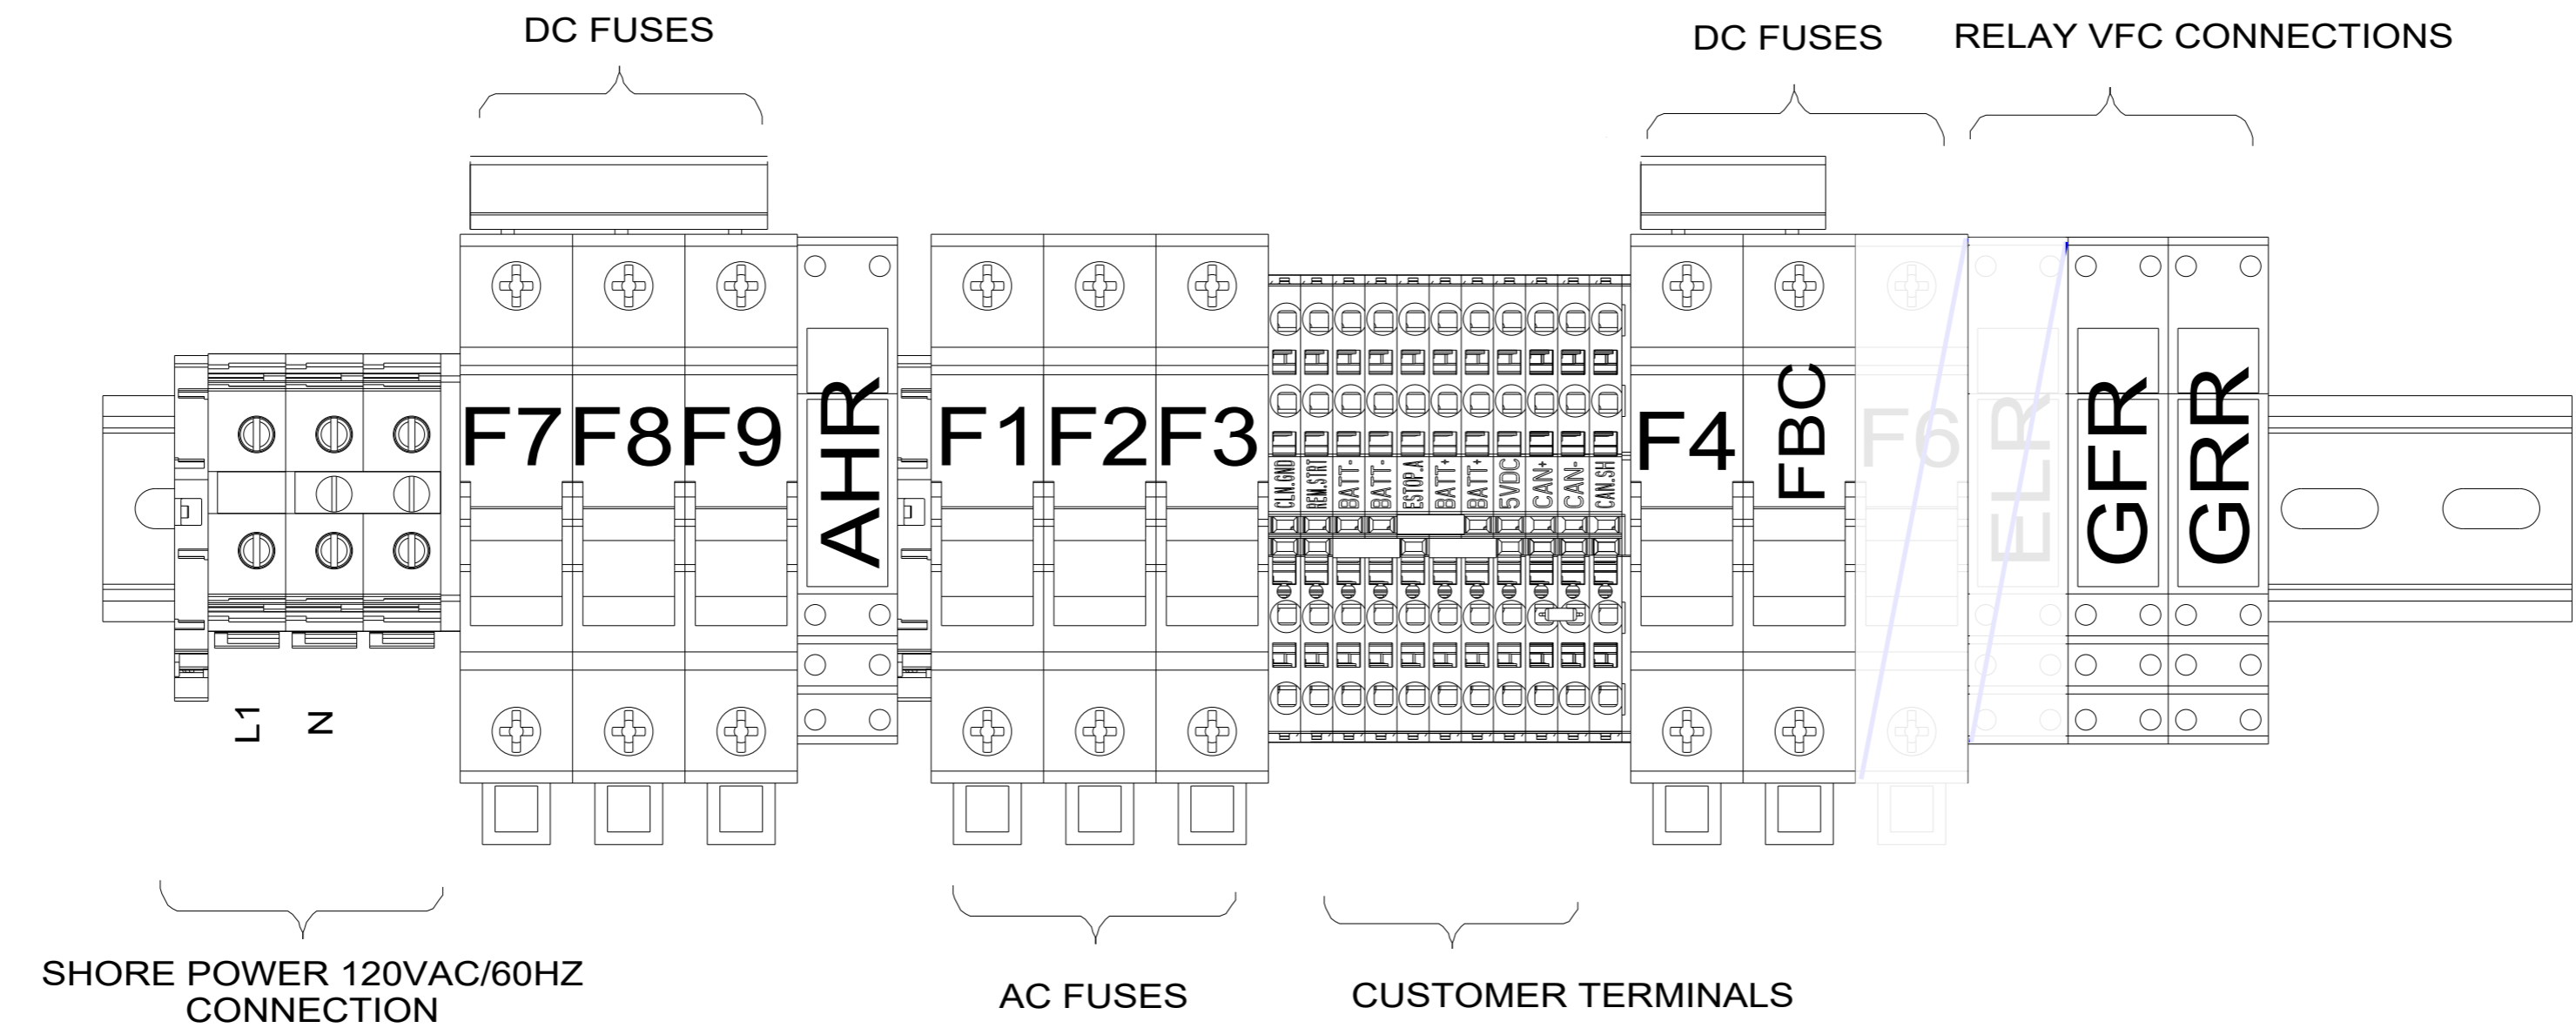 DC FUSES
DC FUSES
RELAY VFC CONNECTIONS
F7
F8
F9
AHR
F1
F2
F3
CLN.GND
REM.STRT
BATT-
BATT-
ESTOP.A
BATT+
BATT+
5VDC
CAN+
CAN-
CAN.SH
F4
FBC
F6
ELR
GFR
GRR
L1
N
SHORE POWER 120VAC/60HZ
CONNECTION
AC FUSES
CUSTOMER TERMINALS